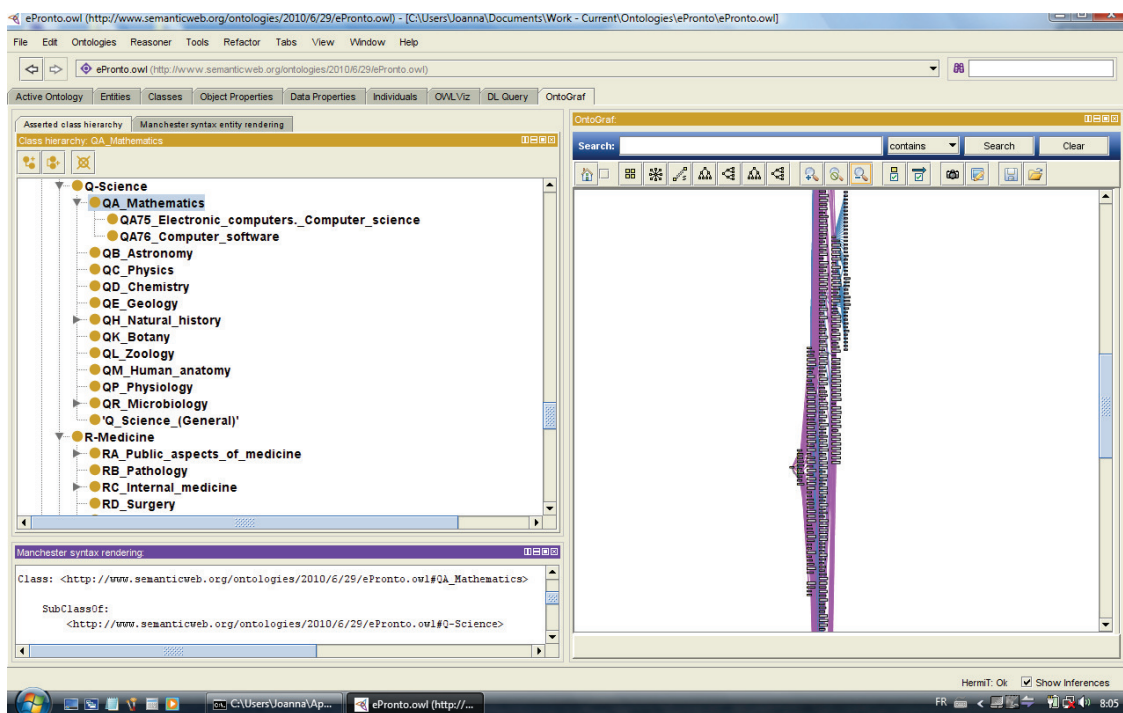 ePronto.owl (http://www.semanticweb.org/ontologies/2010/6/29/ePronto.owl) - [C:\Users\Joanna\Documents\Work - Current\Ontologies\ePronto\ePronto.owl]
File Edit Ontologies Reasoner Tools Refactor Tabs View Window Help
ePronto.owl (http://www.semanticweb.org/ontologies/2010/6/29/ePronto.owl)
Active Ontology Entities Classes Object Properties Data Properties Individuals OWLViz DL Query OntoGraf
Asserted class hierarchy Manchester syntax entity rendering
Class hierarchy: QA_Mathematics
Q-Science
QA_Mathematics
QA75_Electronic_computers._Computer_science
QA76_Computer_software
QB_Astronomy
QC_Physics
QD_Chemistry
QE_Geology
QH_Natural_history
QK_Botany
QL_Zoology
QM_Human_anatomy
QP_Physiology
QR_Microbiology
'Q_Science_(General)'
R-Medicine
RA_Public_aspects_of_medicine
RB_Pathology
RC_Internal_medicine
RD_Surgery
Manchester syntax rendering:
Class: <http://www.semanticweb.org/ontologies/2010/6/29/ePronto.owl#QA_Mathematics>
SubClassOf:
<http://www.semanticweb.org/ontologies/2010/6/29/ePronto.owl#Q-Science>
OntoGraf:
Search: contains Search Clear
HermiT: Ok Show Inferences
C:\Users\Joanna\Ap... ePronto.owl (http://... FR 8:05